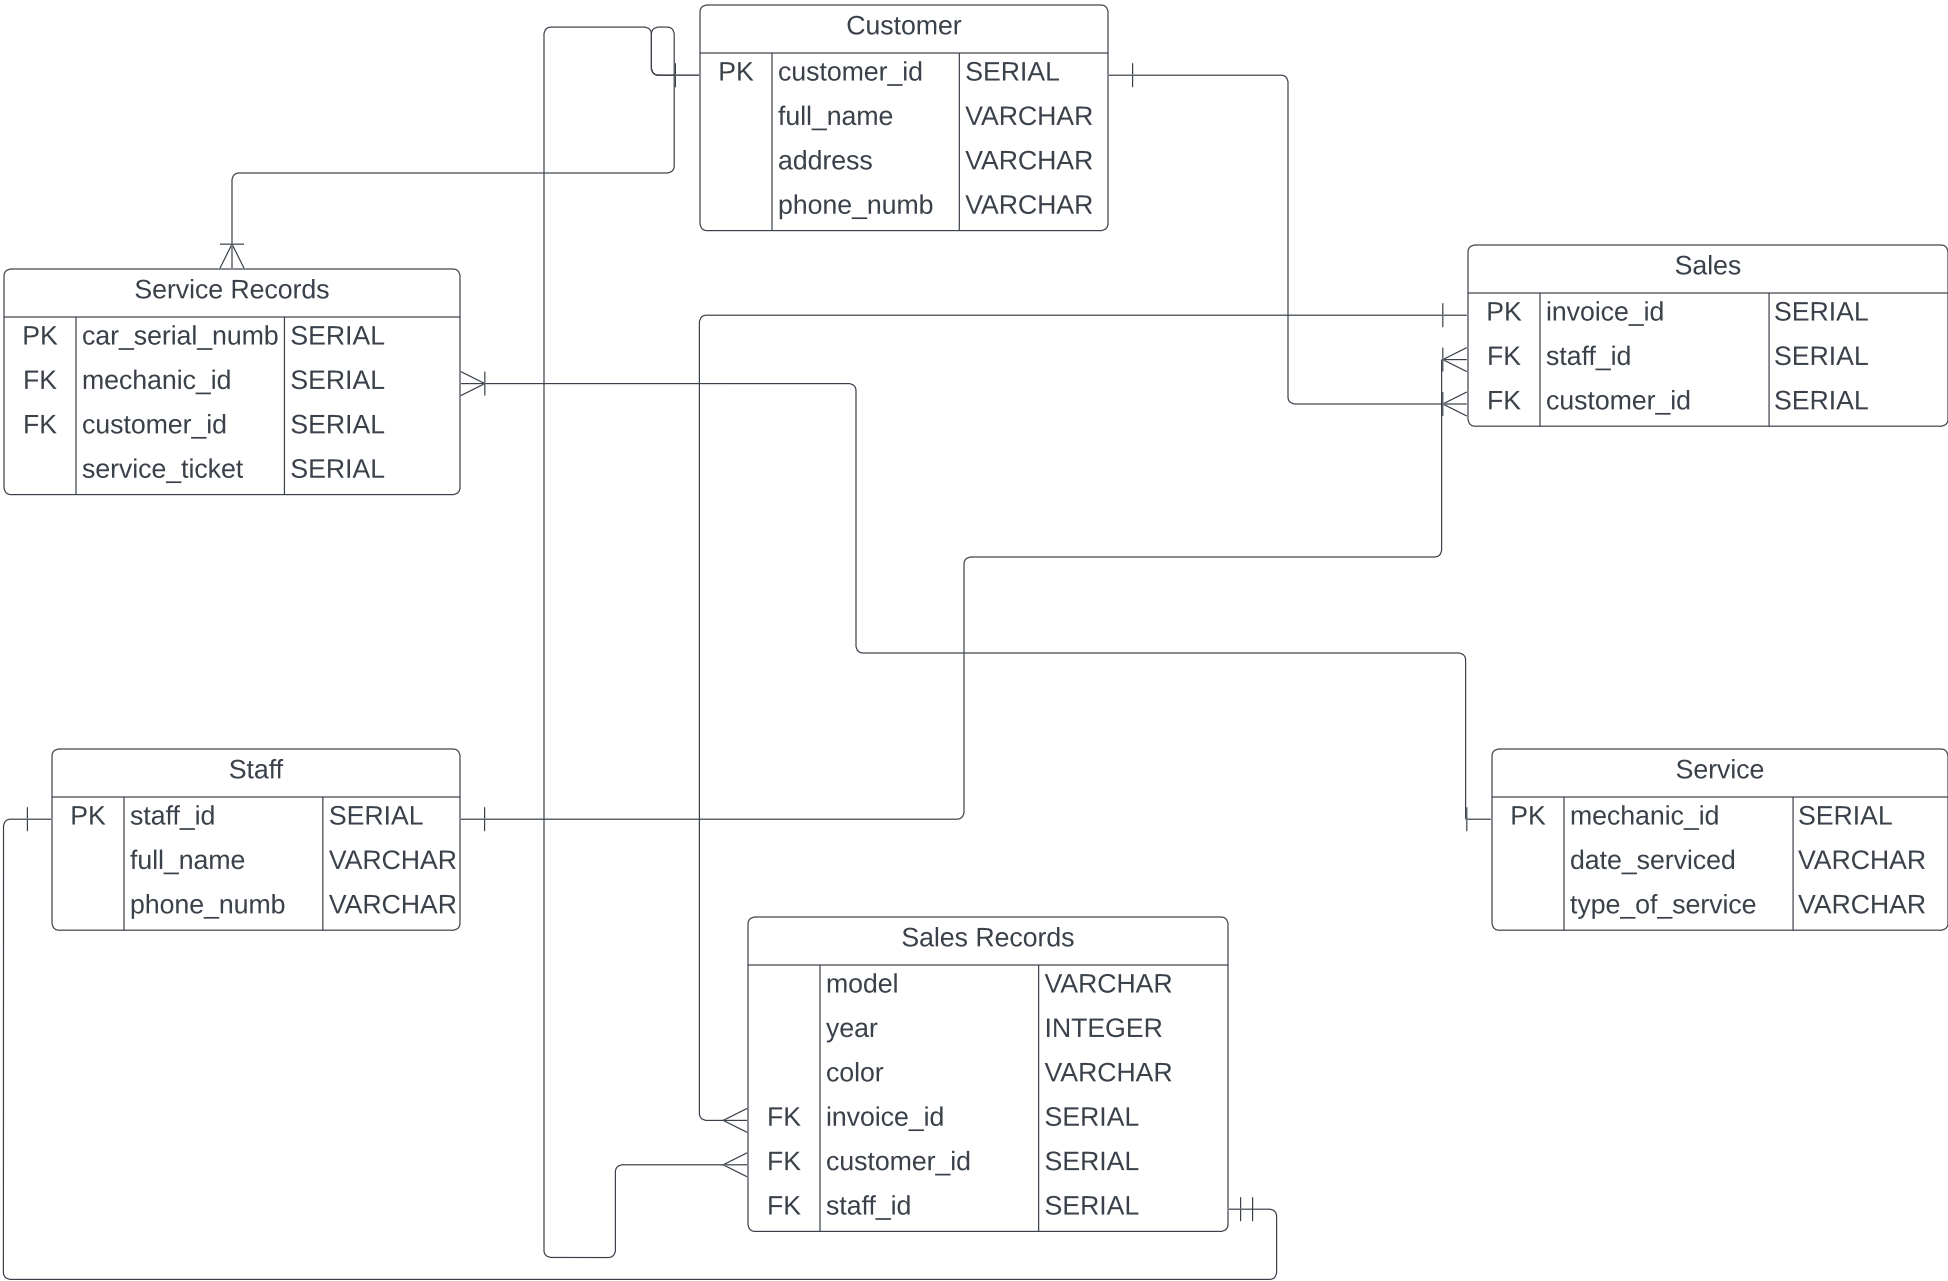 Customer
PK customer_id SERIAL
full_name VARCHAR
address VARCHAR
phone_numb VARCHAR
Sales
PK invoice_id SERIAL
FK staff_id SERIAL
FK customer_id SERIAL
Service Records
PK car_serial_numb SERIAL
FK mechanic_id SERIAL
FK customer_id SERIAL
service_ticket SERIAL
Staff
PK staff_id SERIAL
full_name VARCHAR
phone_numb VARCHAR
Service
PK mechanic_id SERIAL
date_serviced VARCHAR
type_of_service VARCHAR
Sales Records
model VARCHAR
year INTEGER
color VARCHAR
FK invoice_id SERIAL
FK customer_id SERIAL
FK staff_id SERIAL